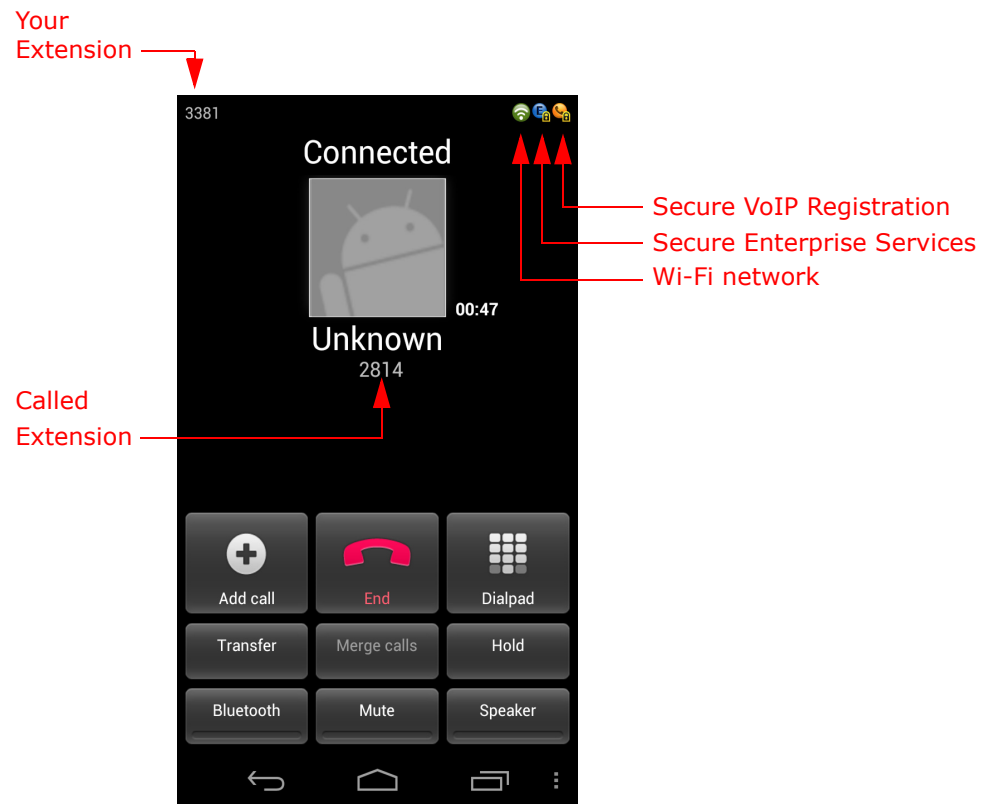 Your
Extension
3381
Connected
00:47
Unknown
2814
Secure VoIP Registration
Secure Enterprise Services
Wi-Fi network
Called
Extension
Add call
End
Dialpad
Transfer
Merge calls
Hold
Bluetooth
Mute
Speaker